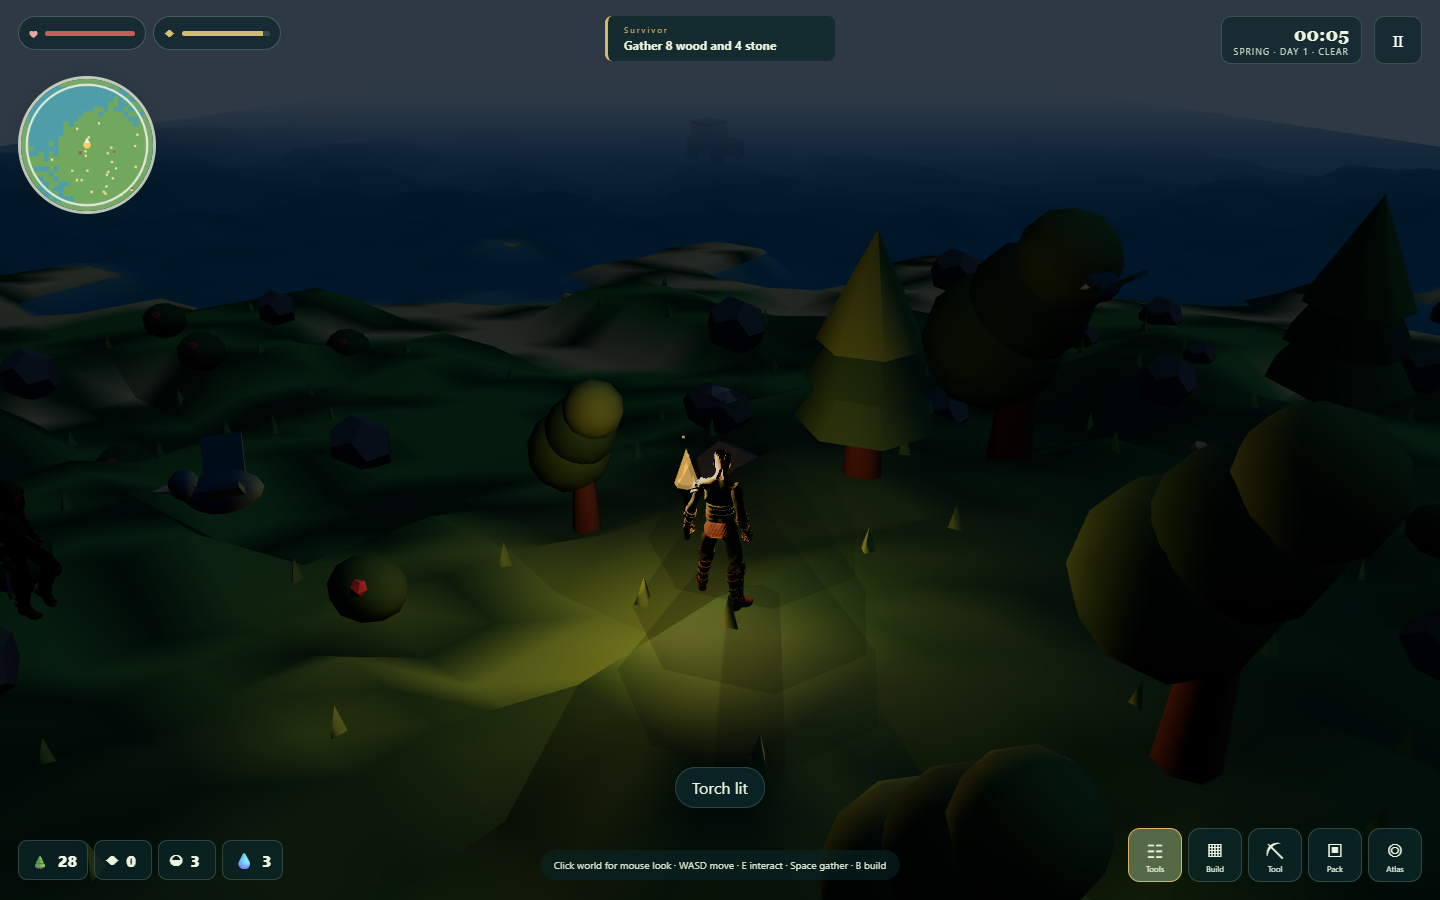 Survivor
Gather 8 wood and 4 stone
00:05
SPRING · DAY 1 · CLEAR
Torch lit
28
0
3
3
Click world for mouse look · WASD move · E interact · Space gather · B build
Tools
Build
Tool
Pack
Atlas